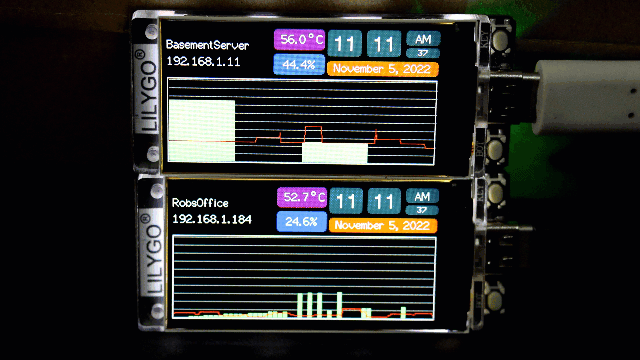 LILYGO®
BasementServer
192.168.1.11
56.0°C
44.4%
11 11 AM
37
November 5, 2022
LILYGO®
RobsOffice
192.168.1.184
52.7°C
24.6%
11 11 AM
37
November 5, 2022